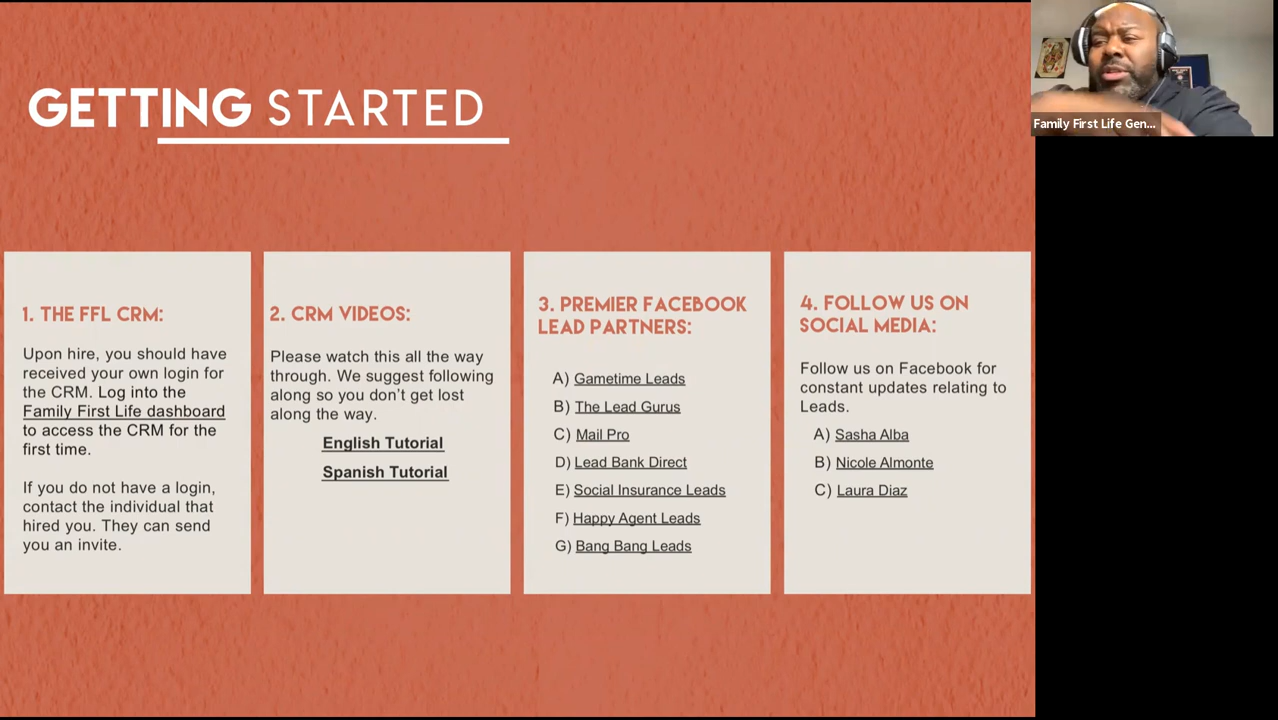 GETTING STARTED
Family First Life Gen...
1. THE FFL CRM:
Upon hire, you should have
received your own login for
the CRM. Log into the
Family First Life dashboard
to access the CRM for the
first time.
If you do not have a login,
contact the individual that
hired you. They can send
you an invite.
2. CRM VIDEOS:
Please watch this all the way
through. We suggest following
along so you don't get lost
along the way.
English Tutorial
Spanish Tutorial
3. PREMIER FACEBOOK
LEAD PARTNERS:
A) Gametime Leads
B) The Lead Gurus
C) Mail Pro
D) Lead Bank Direct
E) Social Insurance Leads
F) Happy Agent Leads
G) Bang Bang Leads
4. FOLLOW US ON
SOCIAL MEDIA:
Follow us on Facebook for
constant updates relating to
Leads.
A) Sasha Alba
B) Nicole Almonte
C) Laura Diaz